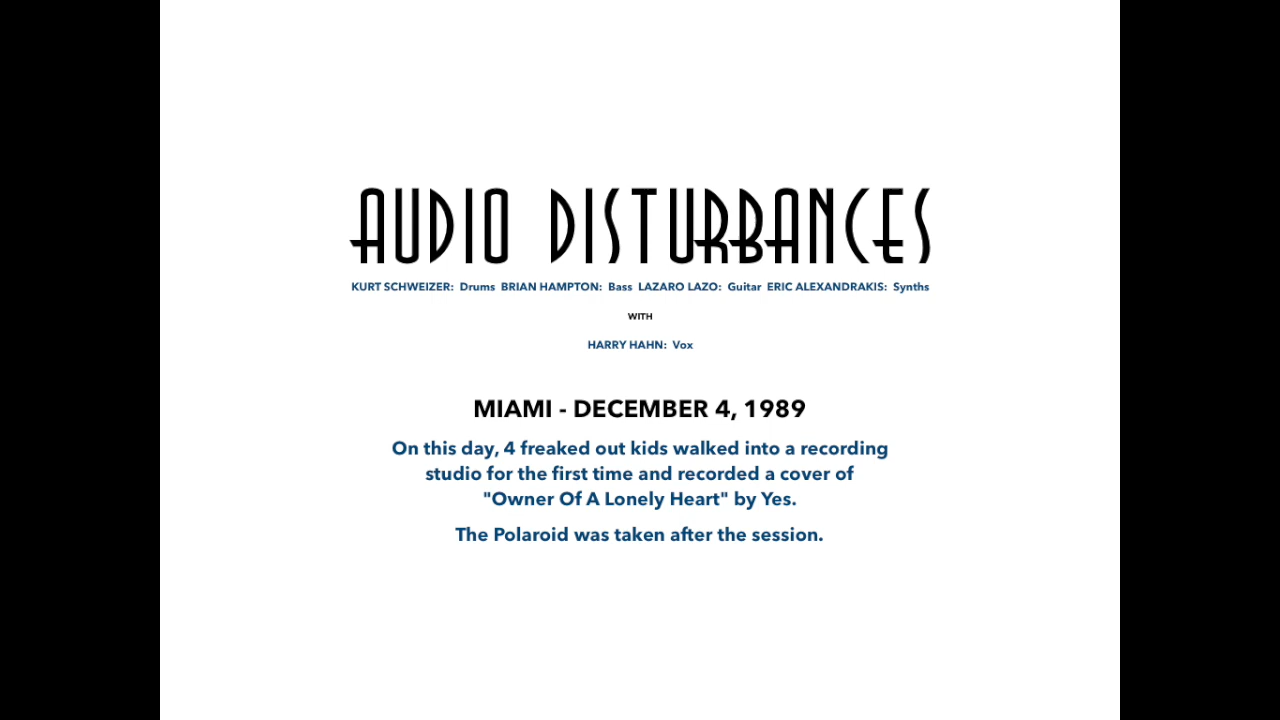 AUDIO DISTURBANCES
KURT SCHWEIZER: Drums BRIAN HAMPTON: Bass LAZARO LAZO: Guitar ERIC ALEXANDRAKIS: Synths
WITH
HARRY HAHN: Vox
MIAMI - DECEMBER 4, 1989
On this day, 4 freaked out kids walked into a recording
studio for the first time and recorded a cover of
"Owner Of A Lonely Heart" by Yes.
The Polaroid was taken after the session.